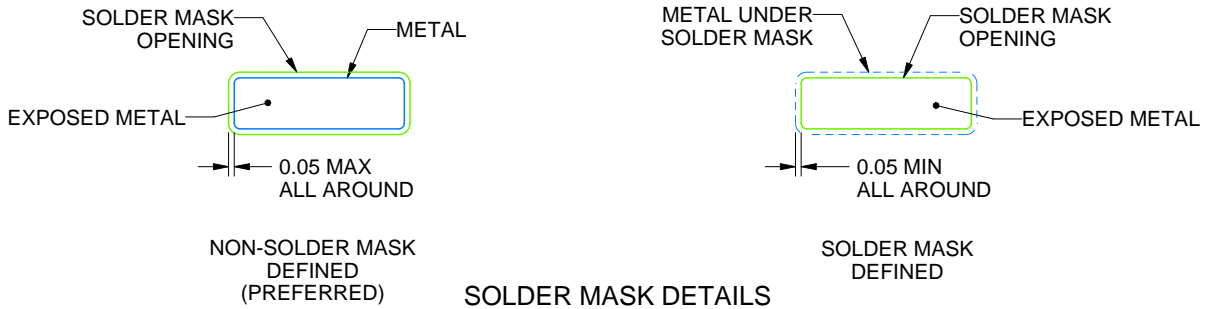 SOLDER MASK
OPENING
METAL
EXPOSED METAL
0.05 MAX
ALL AROUND
NON-SOLDER MASK
DEFINED
(PREFERRED)
METAL UNDER
SOLDER MASK
SOLDER MASK
OPENING
EXPOSED METAL
0.05 MIN
ALL AROUND
SOLDER MASK
DEFINED
SOLDER MASK DETAILS